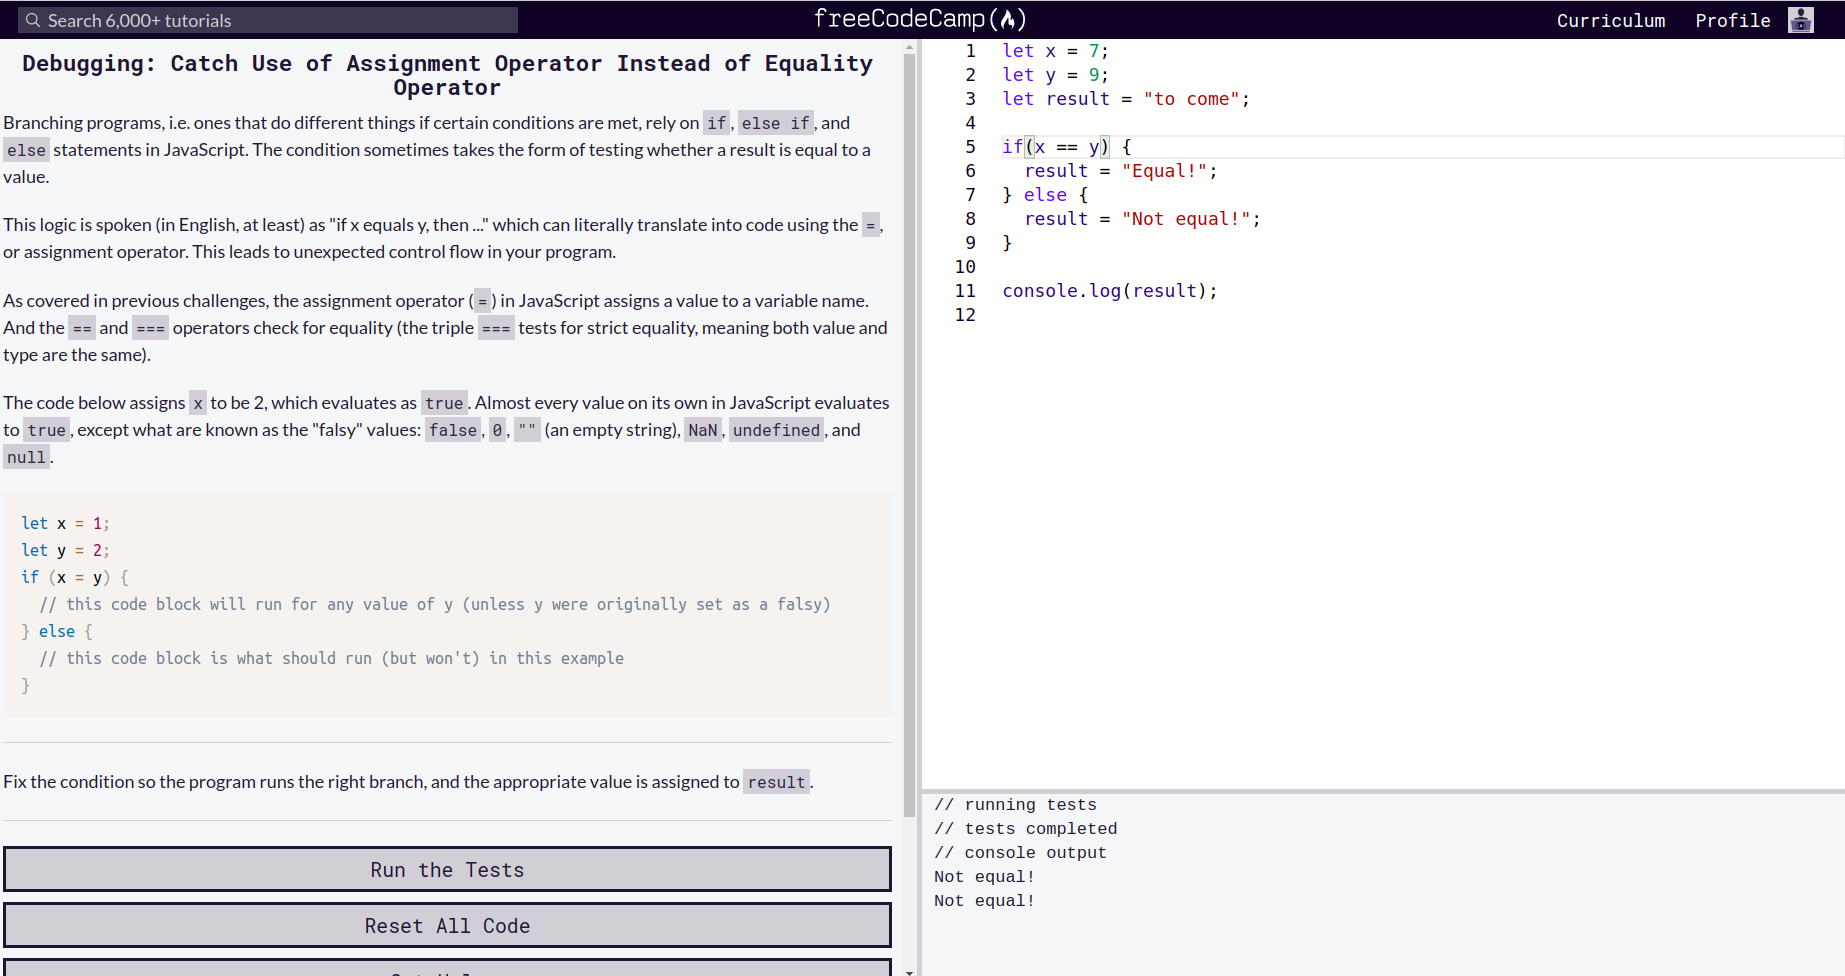 Search 6,000+ tutorials
freeCodeCamp
Curriculum
Profile
Debugging: Catch Use of Assignment Operator Instead of Equality
Operator
Branching programs, i.e. ones that do different things if certain conditions are met, rely on if, else if, and
else statements in JavaScript. The condition sometimes takes the form of testing whether a result is equal to a
value.
This logic is spoken (in English, at least) as "if x equals y, then ..." which can literally translate into code using the =,
or assignment operator. This leads to unexpected control flow in your program.
As covered in previous challenges, the assignment operator (=) in JavaScript assigns a value to a variable name.
And the == and === operators check for equality (the triple === tests for strict equality, meaning both value and
type are the same).
The code below assigns x to be 2, which evaluates as true. Almost every value on its own in JavaScript evaluates
to true, except what are known as the "falsy" values: false, 0, "" (an empty string), NaN, undefined, and
null.
let x = 1;
let y = 2;
if (x = y) {
  // this code block will run for any value of y (unless y were originally set as a falsy)
} else {
  // this code block is what should run (but won't) in this example
}
Fix the condition so the program runs the right branch, and the appropriate value is assigned to result.
Run the Tests
Reset All Code
1 let x = 7;
2 let y = 9;
3 let result = "to come";
4
5 if(x == y) {
6   result = "Equal!";
7 } else {
8   result = "Not equal!";
9 }
10
11 console.log(result);
12
// running tests
// tests completed
// console output
Not equal!
Not equal!